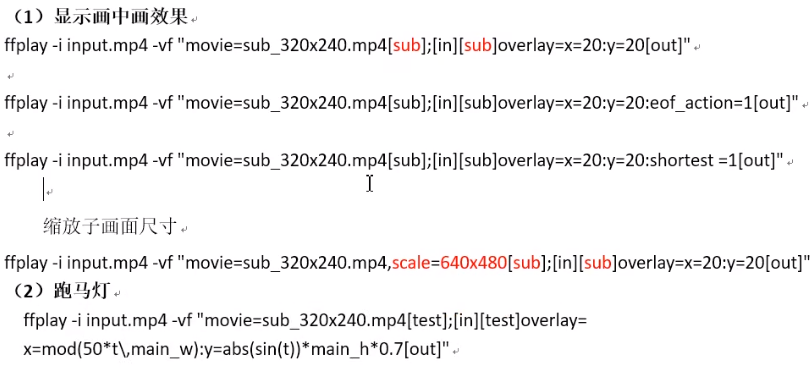 （1）显示画中画效果
ffplay -i input.mp4 -vf "movie=sub_320x240.mp4[sub];[in][sub]overlay=x=20:y=20[out]"
ffplay -i input.mp4 -vf "movie=sub_320x240.mp4[sub];[in][sub]overlay=x=20:y=20:eof_action=1[out]"
ffplay -i input.mp4 -vf "movie=sub_320x240.mp4[sub];[in][sub]overlay=x=20:y=20:shortest =1[out]"
缩放子画面尺寸
ffplay -i input.mp4 -vf "movie=sub_320x240.mp4,scale=640x480[sub];[in][sub]overlay=x=20:y=20[out]"
（2）跑马灯
ffplay -i input.mp4 -vf "movie=sub_320x240.mp4[test];[in][test]overlay=
x=mod(50*t\,main_w):y=abs(sin(t))*main_h*0.7[out]"